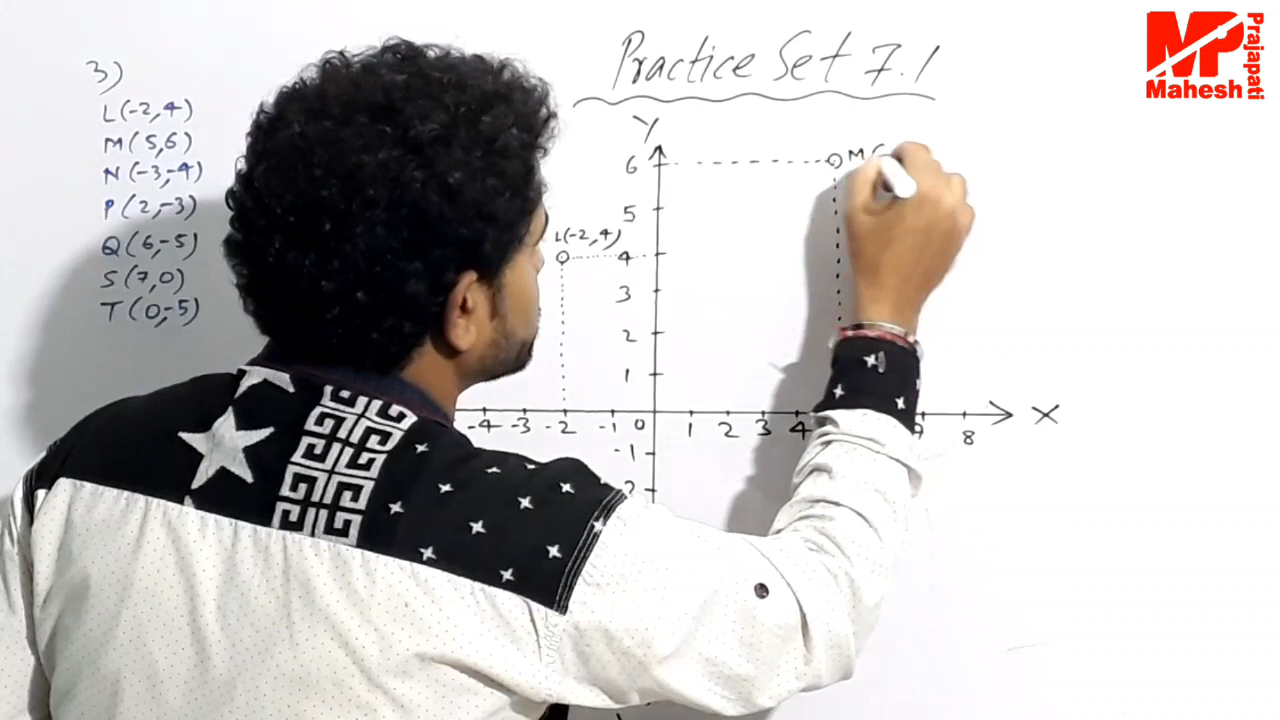 Practice Set 7.1
MP
Mahesh
Prajapati
3)
L(-2,4)
M(5,6)
N(-3,-4)
P(2,-3)
Q(6,-5)
S(7,0)
T(0,-5)
Y
6
M(
5
L(-2,4)
4
3
2
1
-4 -3 -2 -1 0 1 2 3 4 8 X
-1